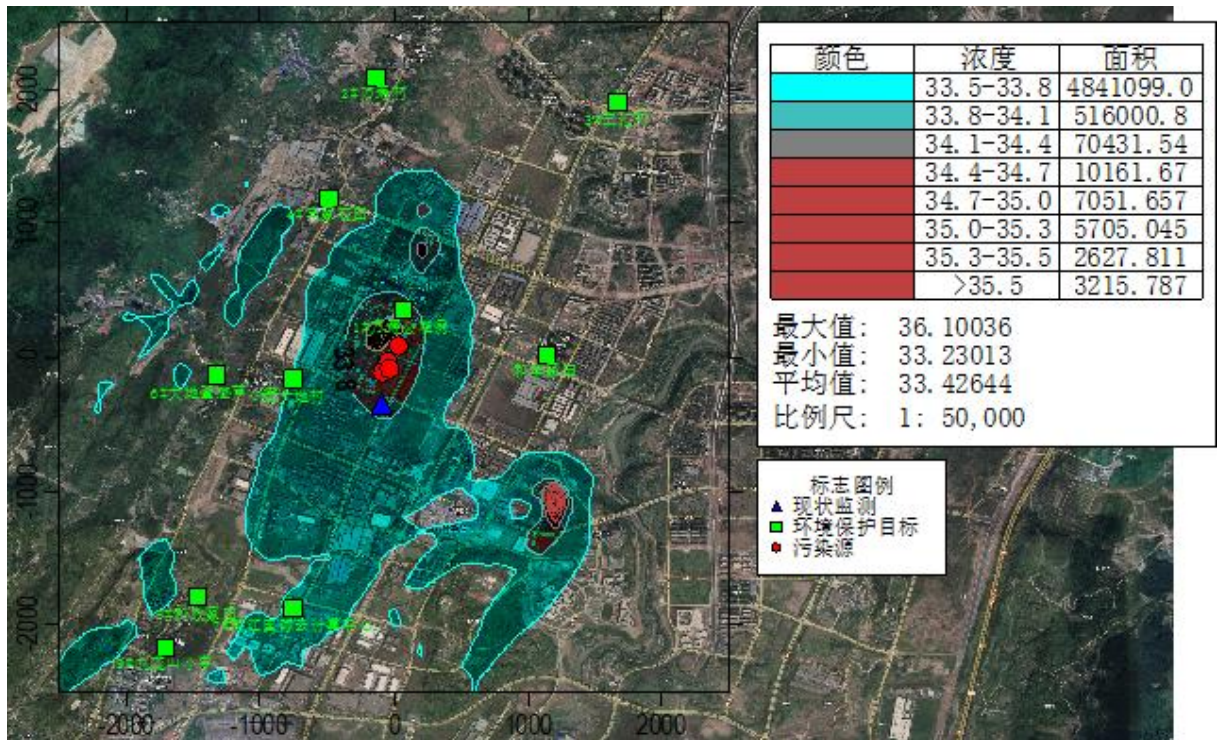 颜色 浓度 面积
33.5-33.8 4841099.0
33.8-34.1 516000.8
34.1-34.4 70431.54
34.4-34.7 10161.67
34.7-35.0 7051.657
35.0-35.3 5705.045
35.3-35.5 2627.811
>35.5 3215.787
最大值: 36.10036
最小值: 33.23013
平均值: 33.42644
比例尺: 1: 50,000
标志图例
现状监测
环境保护目标
污染源
2000
1000
0
-1000
-2000
-2000 -1000 0 1000 2000
33.8